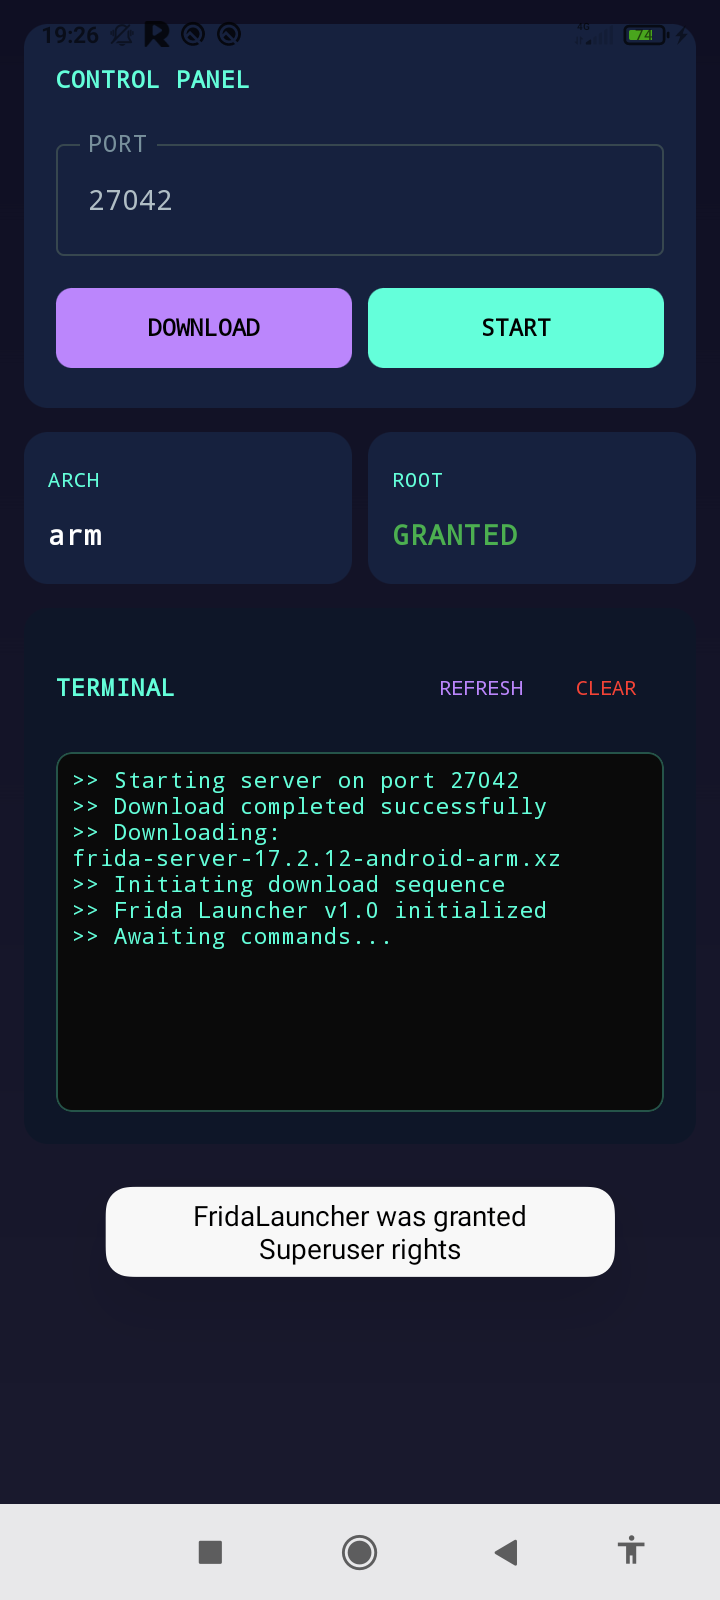 19:26
4G
74
CONTROL PANEL
PORT
27042
DOWNLOAD
START
ARCH
arm
ROOT
GRANTED
TERMINAL
REFRESH
CLEAR
>> Starting server on port 27042
>> Download completed successfully
>> Downloading:
frida-server-17.2.12-android-arm.xz
>> Initiating download sequence
>> Frida Launcher v1.0 initialized
>> Awaiting commands...
FridaLauncher was granted
Superuser rights